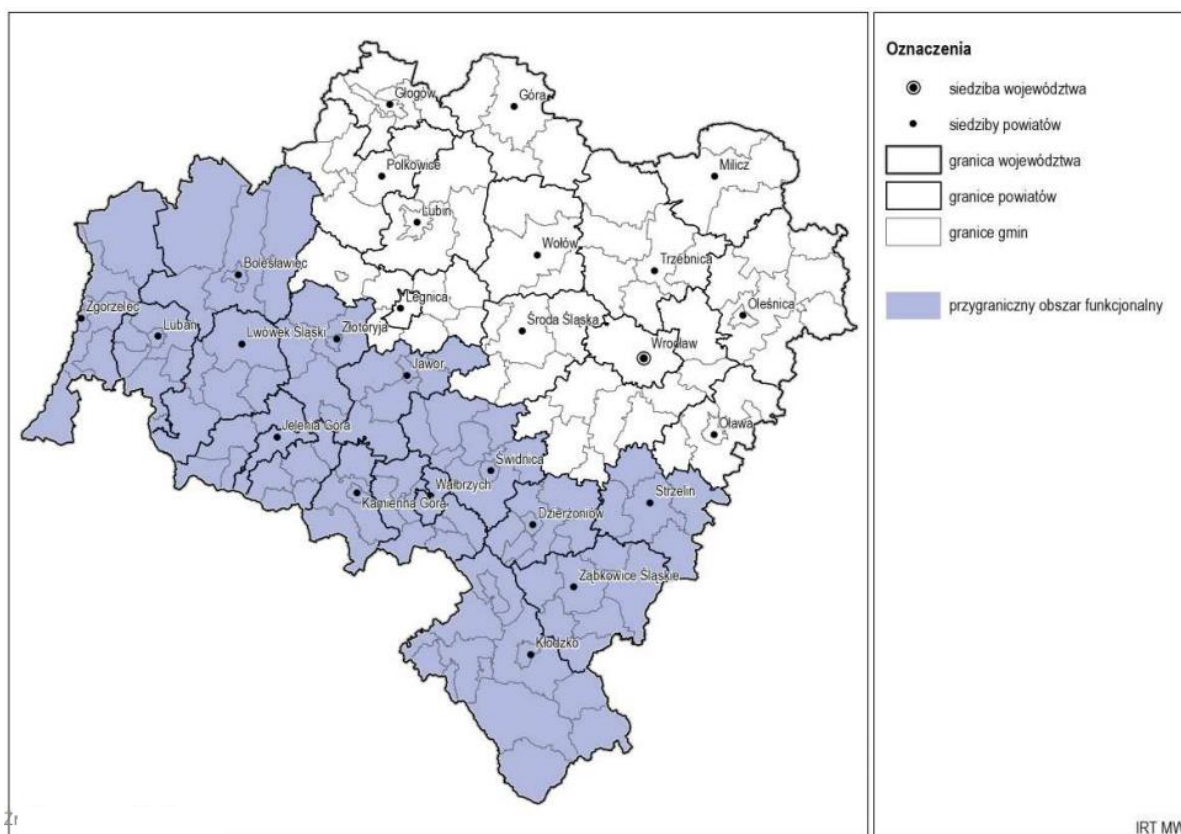 Głogów
Góra
Polkowice
Milicz
Lubin
Wołów
Trzebnica
Bolesławiec
Legnica
Oleśnica
Zgorzelec
Lubań
Lwówek Śląski
Złotoryja
Środa Śląska
Wrocław
Jawor
Jelenia Góra
Oława
Świdnica
Wałbrzych
Kamienna Góra
Strzelin
Dzierżoniów
Ząbkowice Śląskie
Kłodzko
Oznaczenia
siedziba województwa
siedziby powiatów
granica województwa
granice powiatów
granice gmin
przygraniczny obszar funkcjonalny
IRT MW